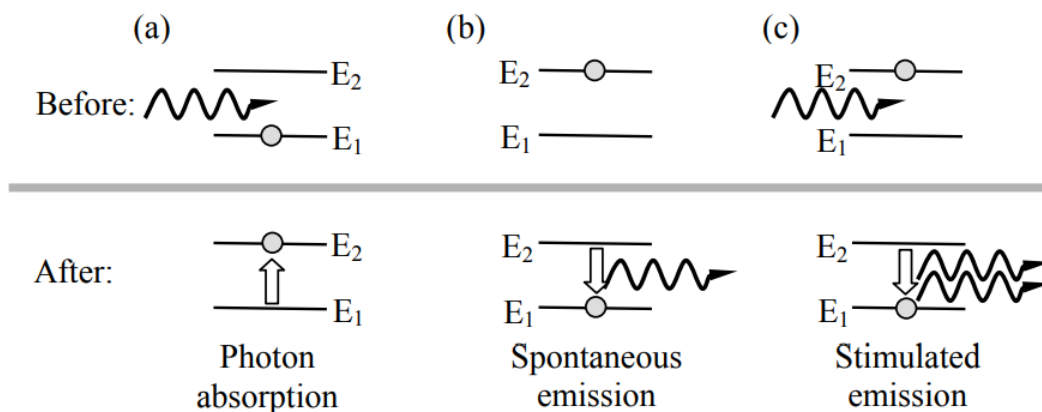 (a) (b) (c)
E₂ E₂ E₂
Before:
E₁ E₁ E₁
After: E₂ E₂ E₂
E₁ E₁ E₁
Photon Spontaneous Stimulated
absorption emission emission